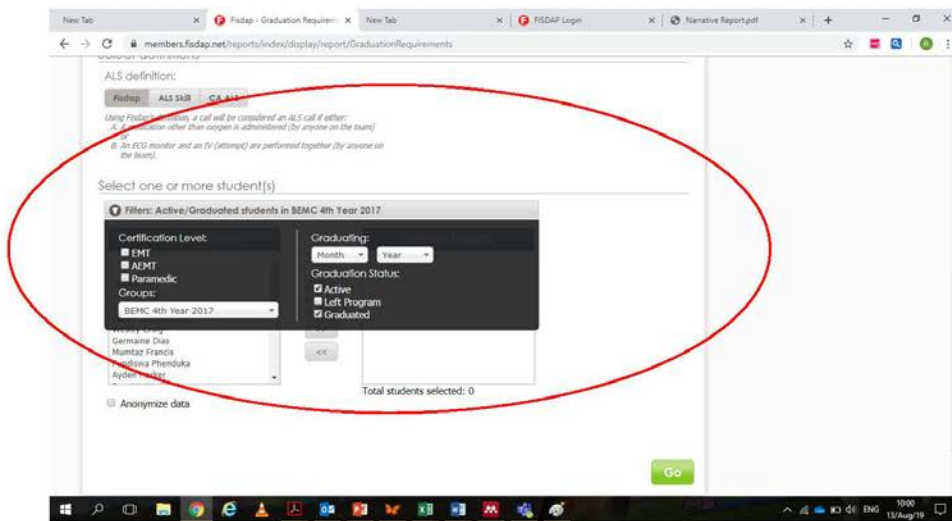 New Tab
Fisdap - Graduation Requirem
New Tab
FISDAP Login
Narrative Report.pdf
members.fisdap.net/reports/index/display/report/GraduationRequirements
ALS definition:
Fisdap ALS Skill CA ALS
Using Fisdap's definition, a call will be considered an ALS call if either:
A. A medication other than oxygen is administered (by anyone on the team)
or
B. An ECG monitor and an IV (attempt) are performed together (by anyone on
the team).
Select one or more student(s)
Filters: Active/Graduated students in BEMC 4th Year 2017
Certification Level:
EMT
AEMT
Paramedic
Groups:
BEMC 4th Year 2017
Graduating:
Month Year
Graduation Status:
Active
Left Program
Graduated
Germaine Dias
Mumtaz Francis
Phenduka
Ayden
<<
Total students selected: 0
Anonymize data
Go
ENG
10:00
13/Aug/19